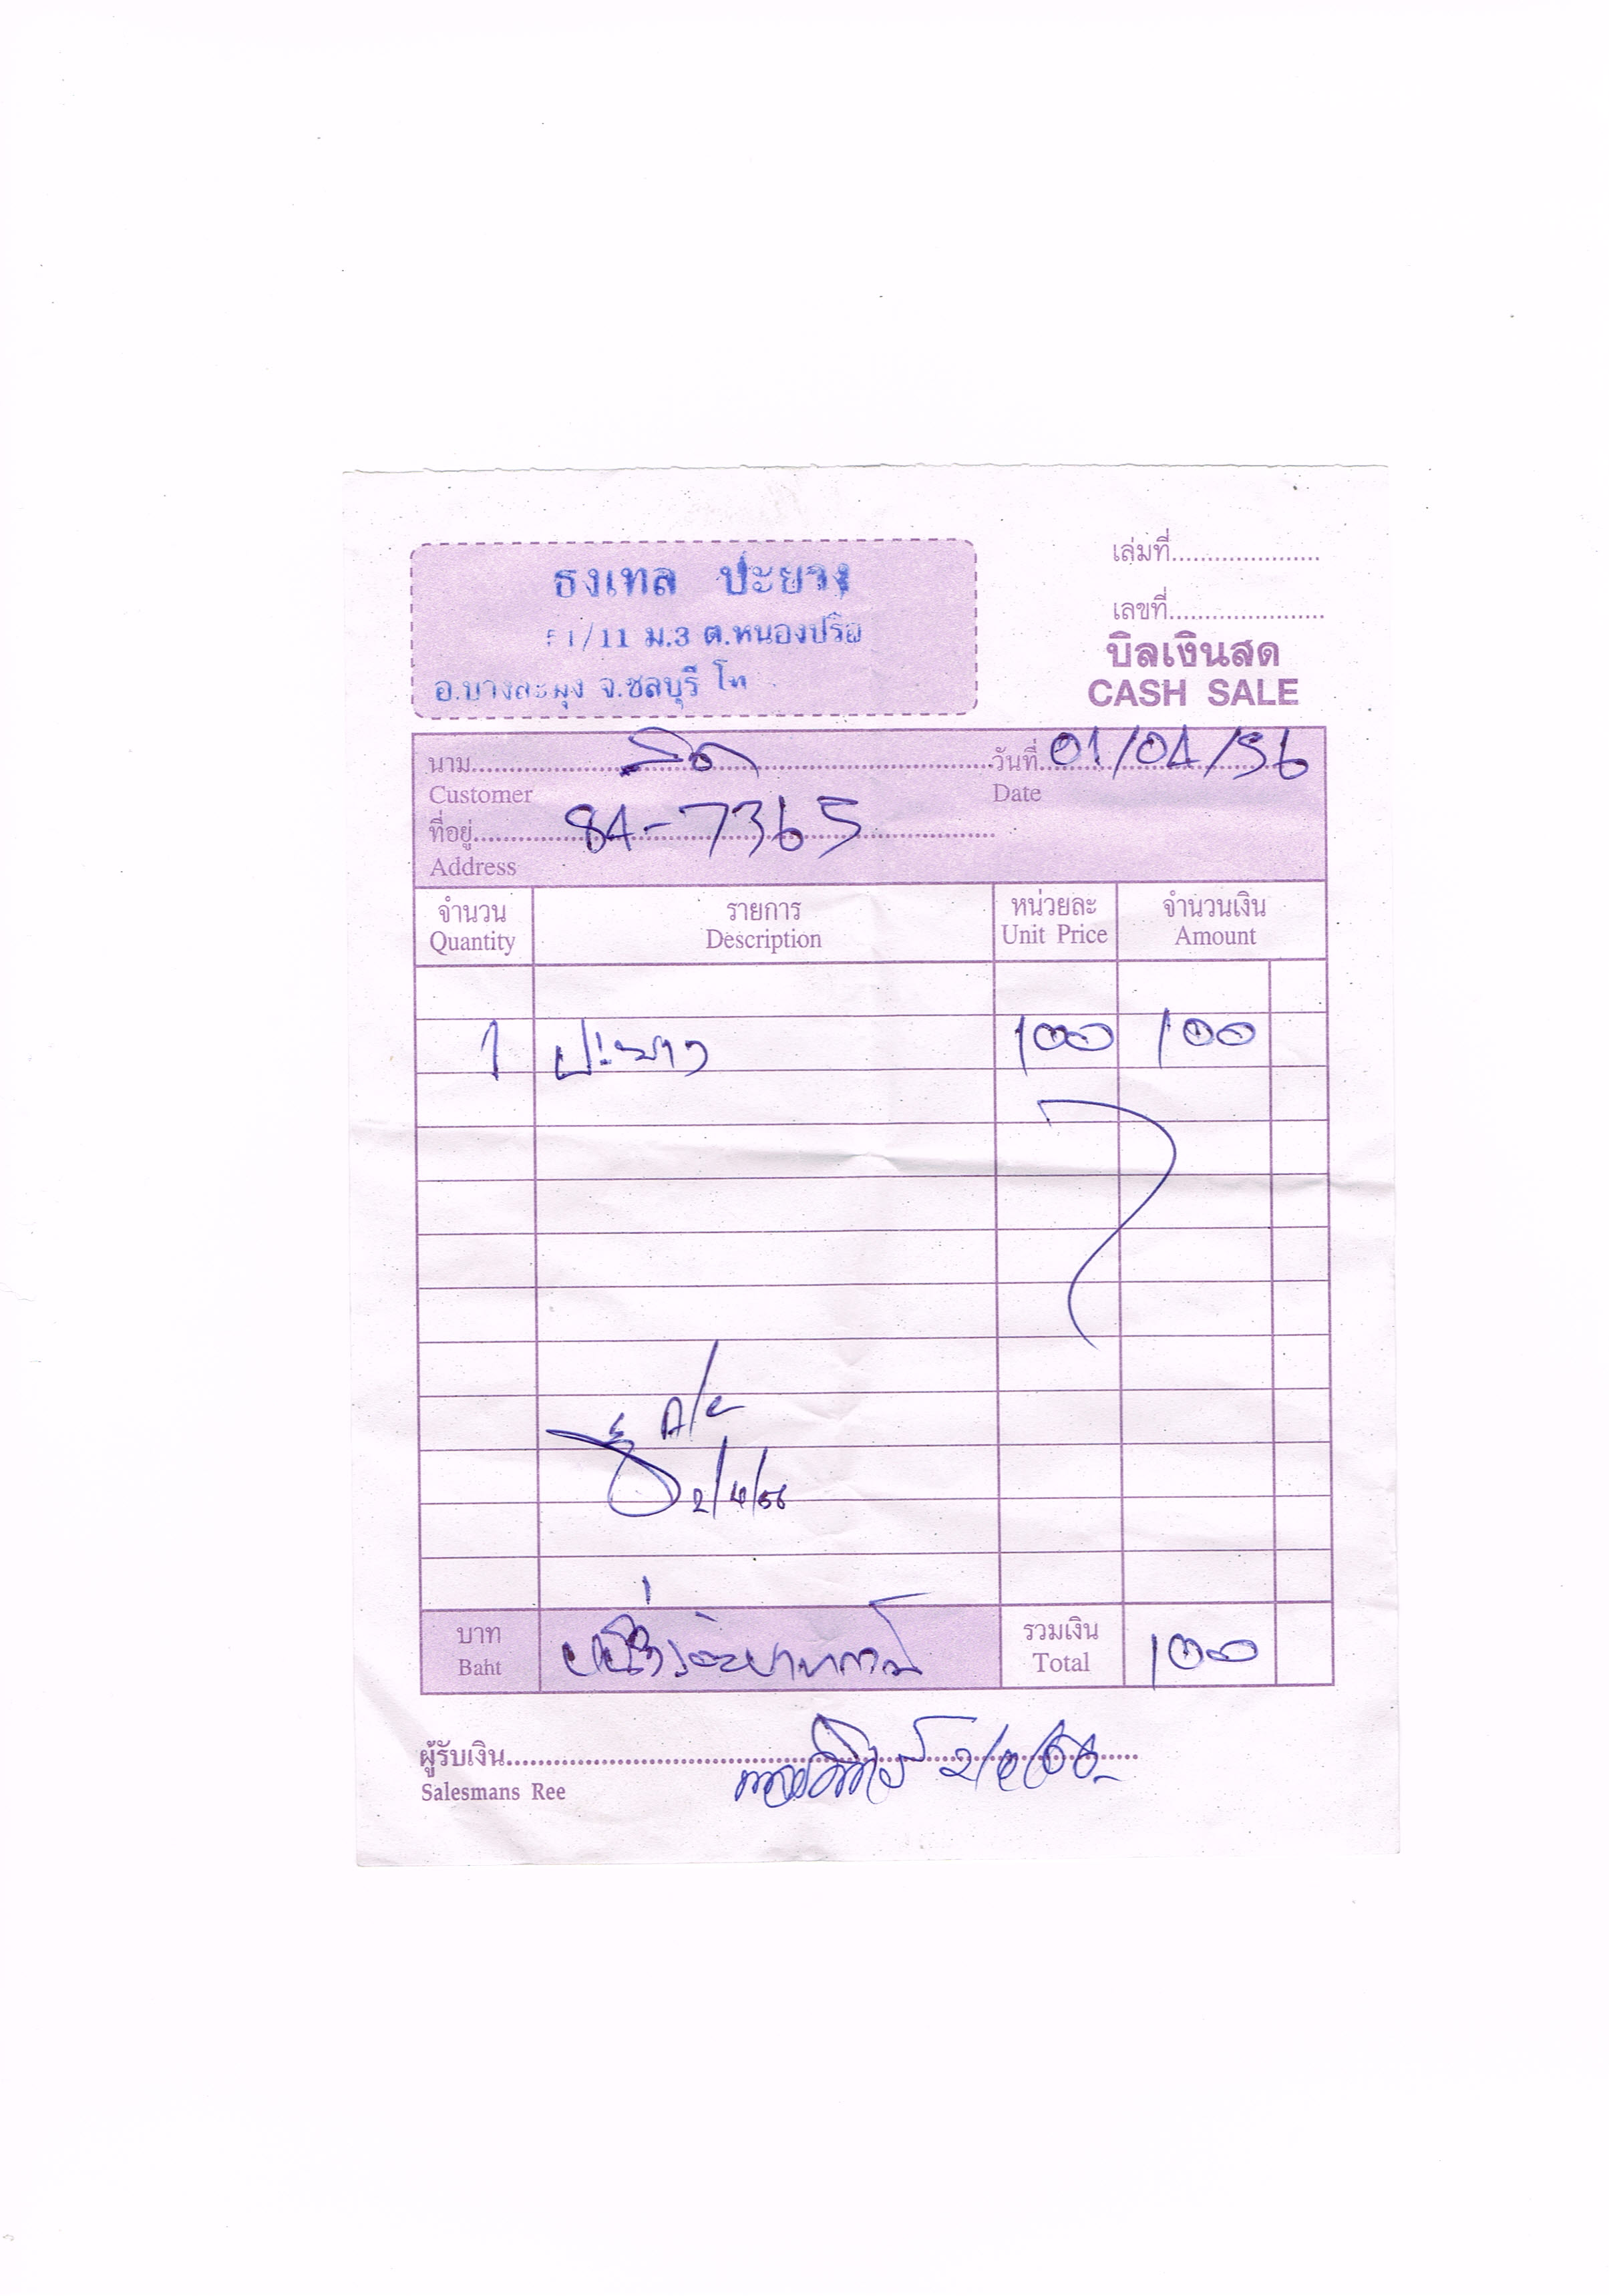 ธงเทล ปะยาง
51/11 ม.3 ต.หนองปรือ
อ.บางละมุง จ.ชลบุรี โท
เล่มที่
เลขที่
บิลเงินสด
CASH SALE
นาม วันที่ 01/04/56
Customer Date
ที่อยู่ 84-7365
Address
จำนวน รายการ หน่วยละ จำนวนเงิน
Quantity Description Unit Price Amount
1 ปะยาง 100 100
2/4/56
บาท หนึ่งร้อยบาทถ้วน รวมเงิน 100
Baht Total
ผู้รับเงิน 2/4/56
Salesmans Ree